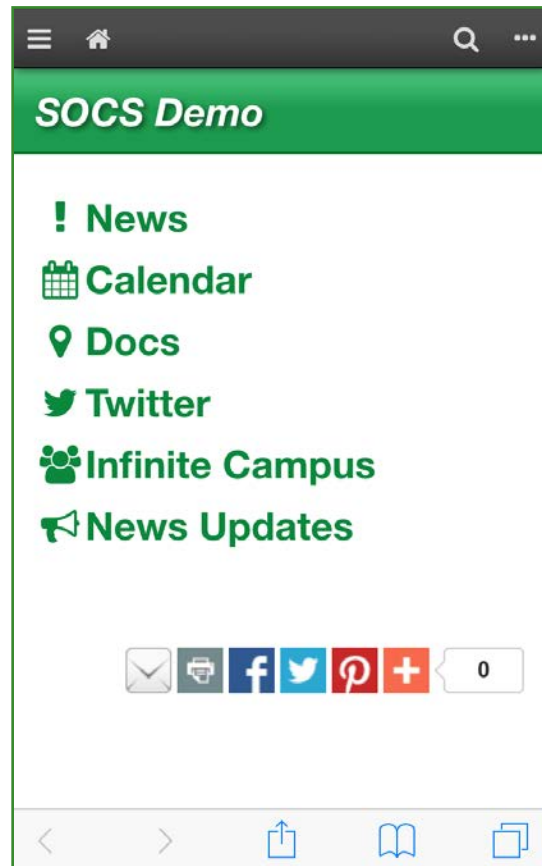 SOCS Demo
News
Calendar
Docs
Twitter
Infinite Campus
News Updates
0